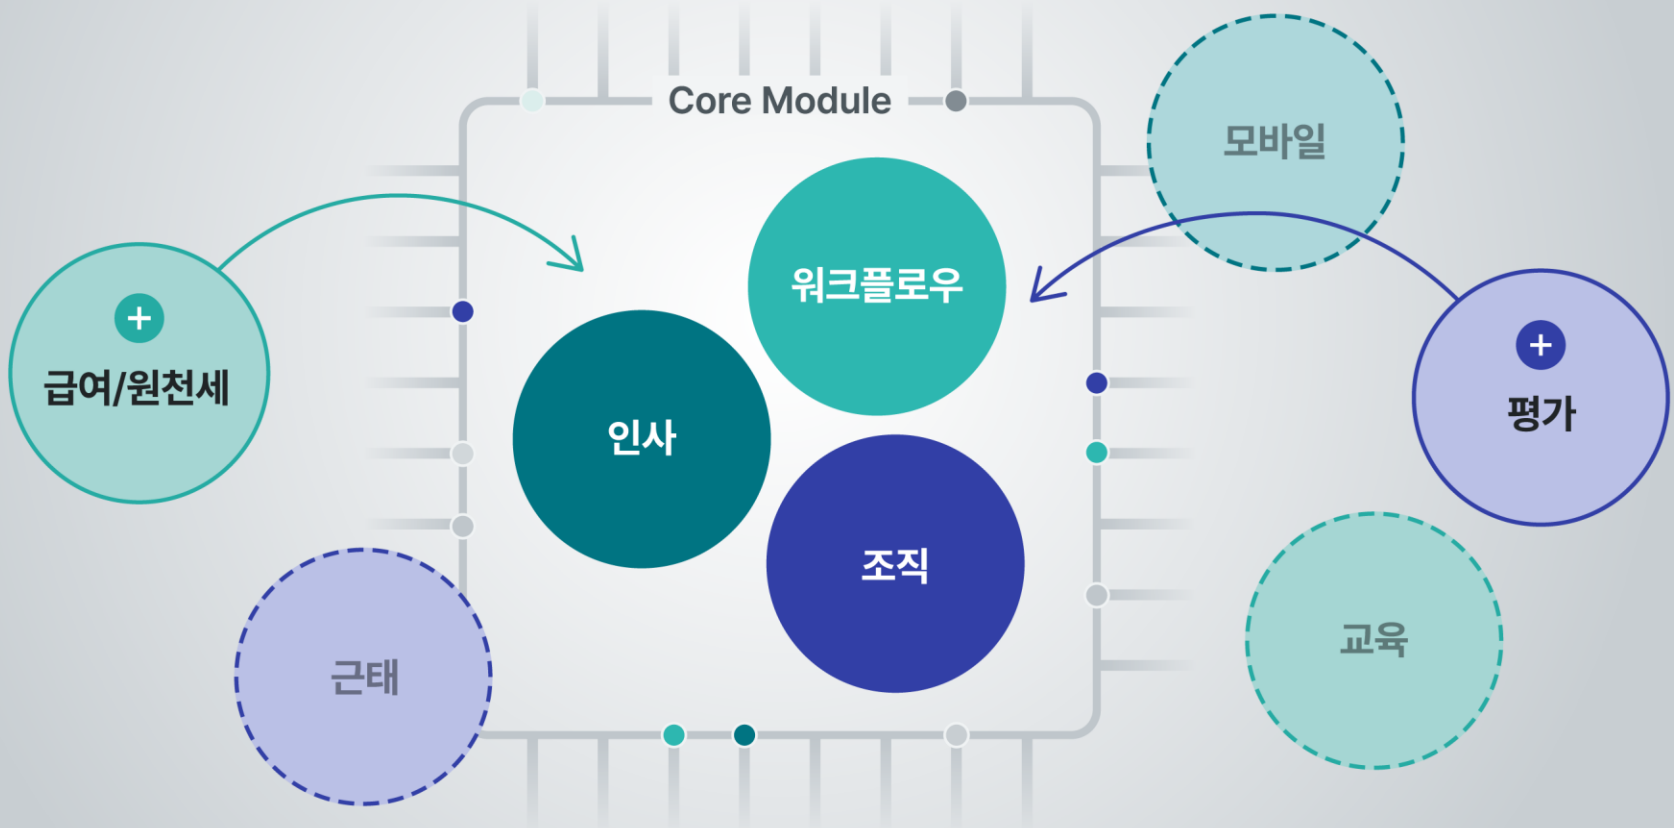 Core Module
모바일
워크플로우
급여/원천세
평가
인사
조직
교육
근태